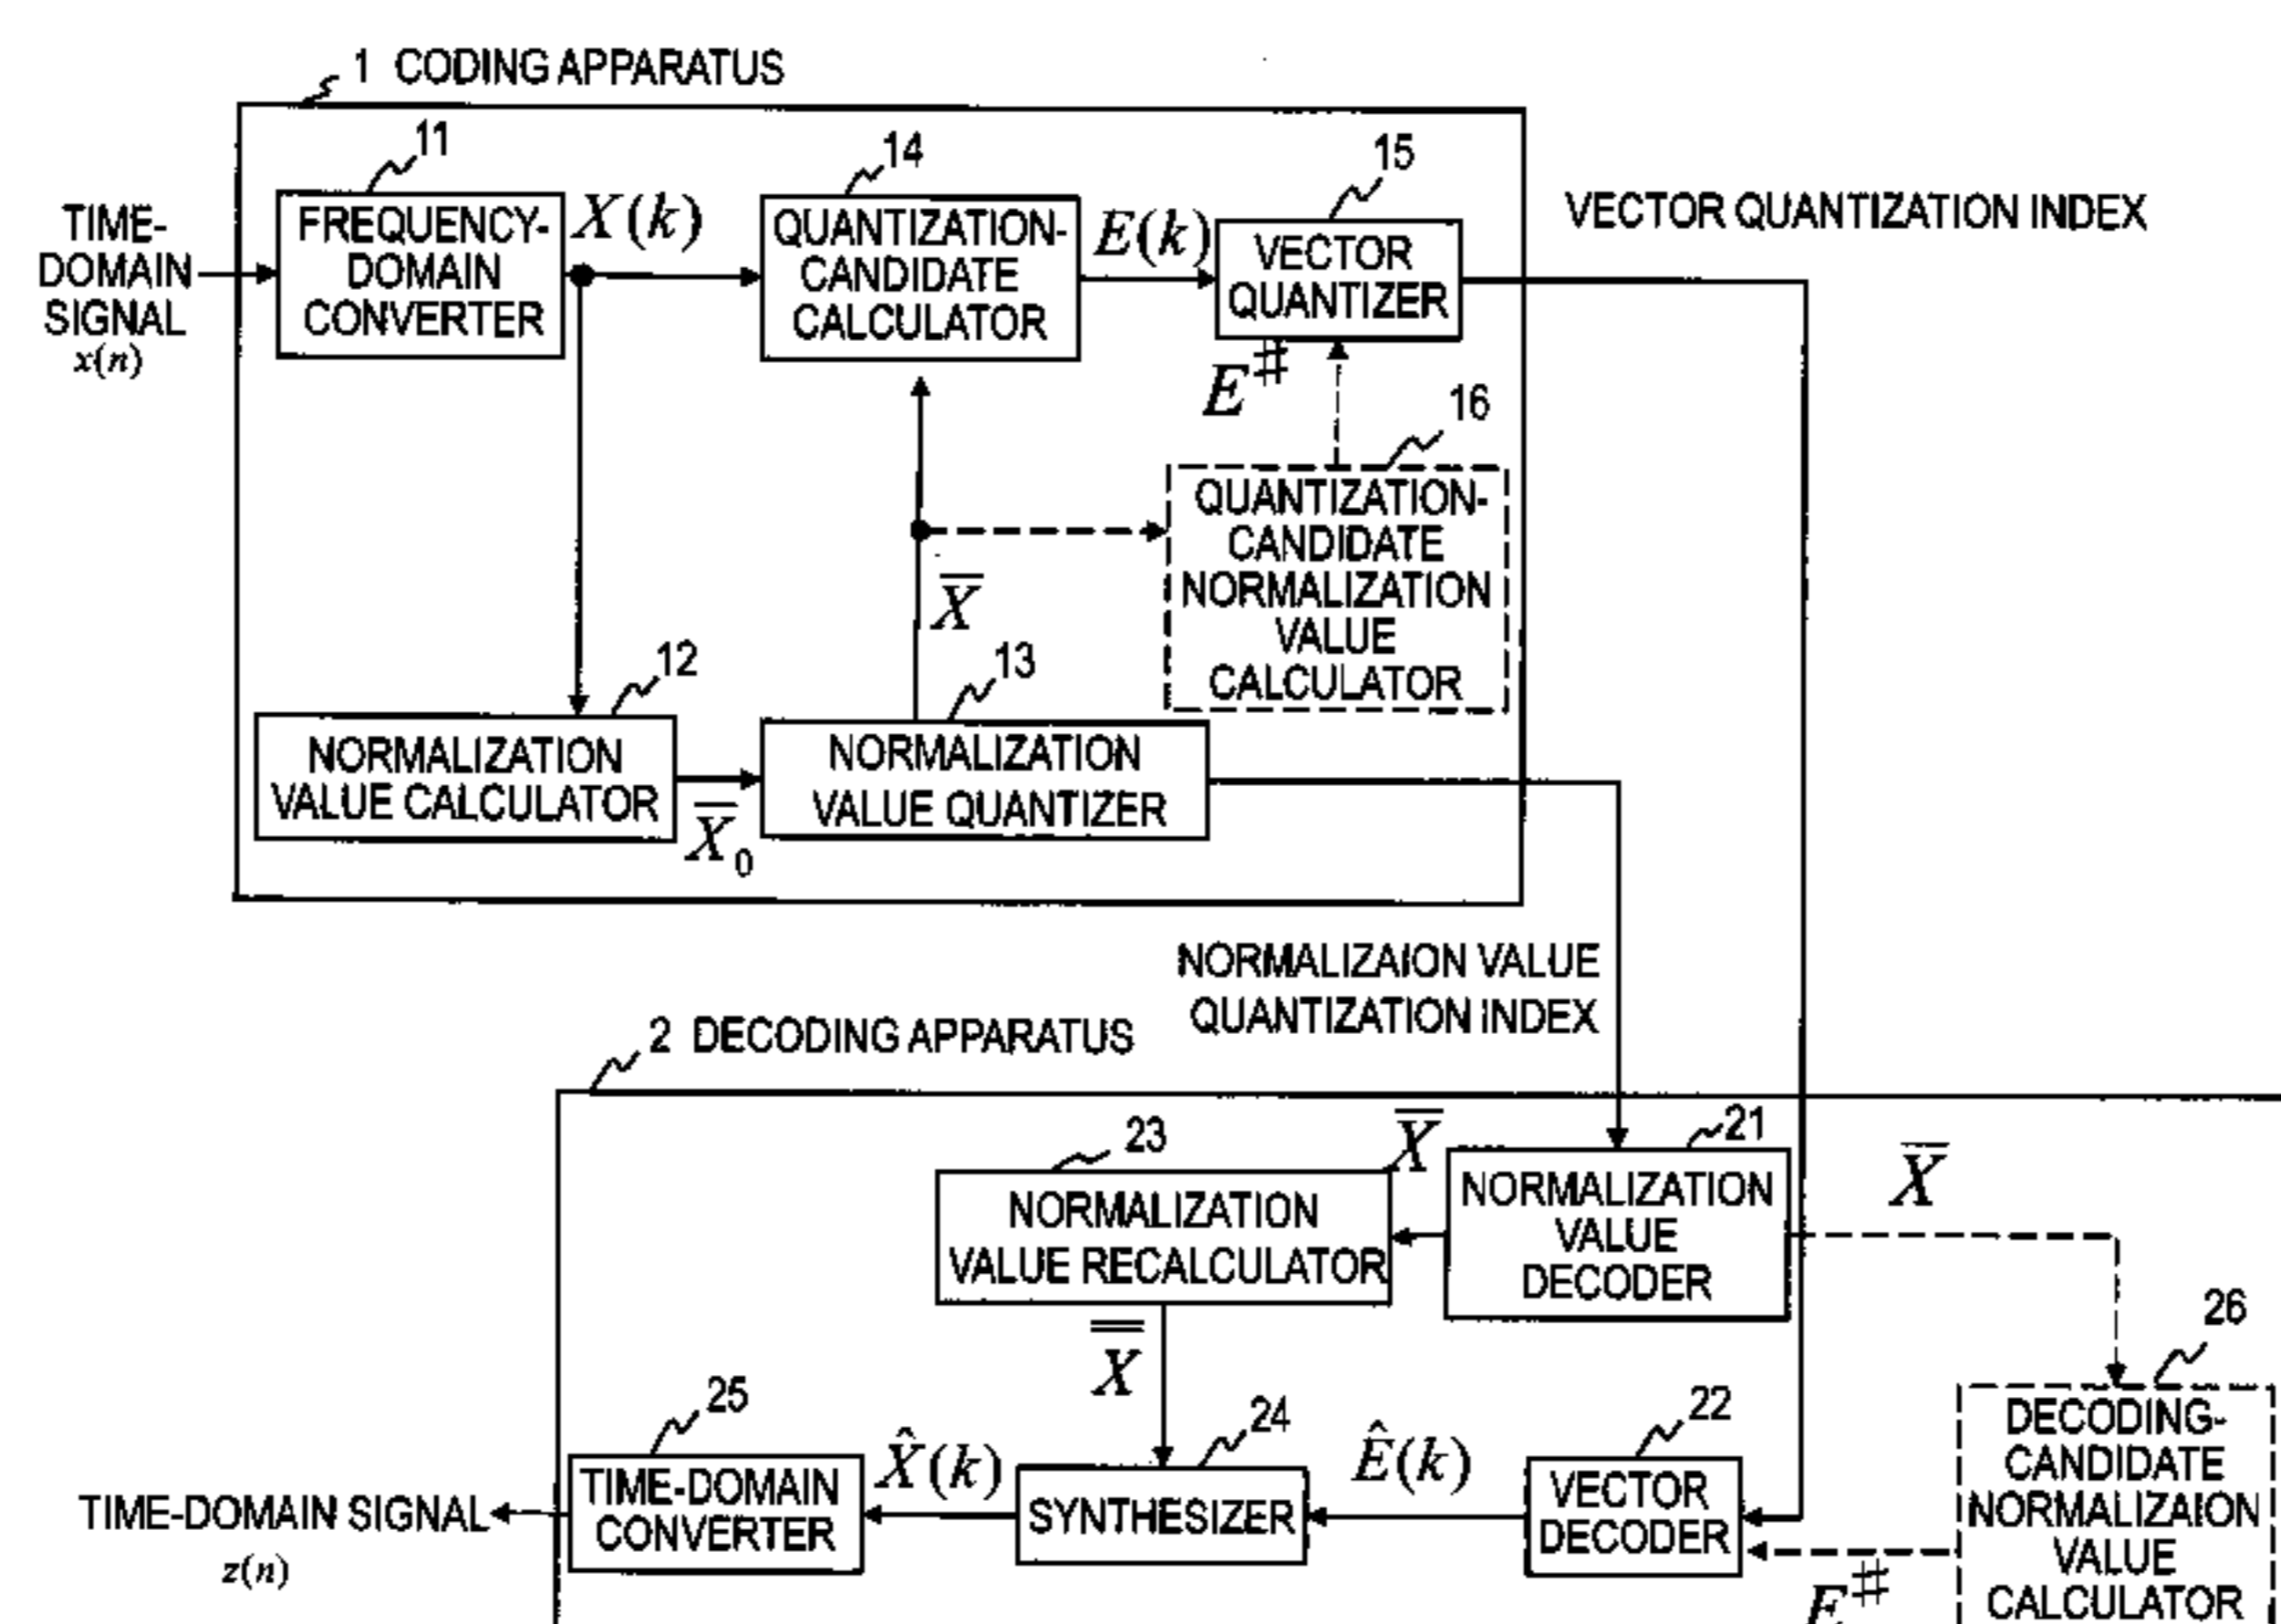 1 CODING APPARATUS
11
14
15
TIME-
DOMAIN
SIGNAL
x(n)
FREQUENCY-
DOMAIN
CONVERTER
X(k)
QUANTIZATION-
CANDIDATE
CALCULATOR
E(k)
VECTOR
QUANTIZER
VECTOR QUANTIZATION INDEX
E^#
16
QUANTIZATION-
CANDIDATE
NORMALIZATION
VALUE
CALCULATOR
X̅
12
13
NORMALIZATION
VALUE CALCULATOR
X̅₀
NORMALIZATION
VALUE QUANTIZER
NORMALIZAION VALUE
QUANTIZATION INDEX
2 DECODING APPARATUS
23
X̅
21
NORMALIZATION
VALUE RECALCULATOR
NORMALIZATION
VALUE
DECODER
X̅
26
X̿
25
24
22
TIME-DOMAIN SIGNAL
z(n)
TIME-DOMAIN
CONVERTER
X̂(k)
SYNTHESIZER
Ê(k)
VECTOR
DECODER
DECODING-
CANDIDATE
NORMALIZAION
VALUE
CALCULATOR
E^#